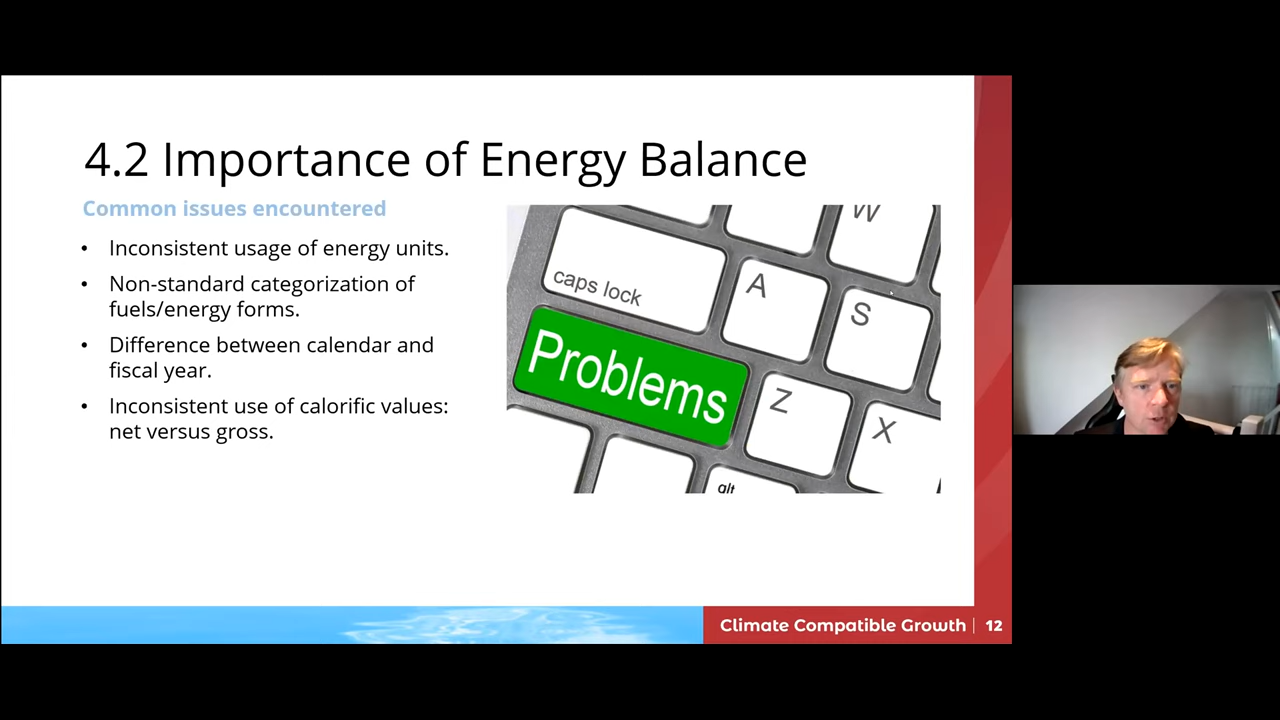 4.2 Importance of Energy Balance
Common issues encountered
• Inconsistent usage of energy units.
• Non-standard categorization of
fuels/energy forms.
• Difference between calendar and
fiscal year.
• Inconsistent use of calorific values:
net versus gross.
W
caps lock
A
S
Problems
Z
X
alt
Climate Compatible Growth | 12